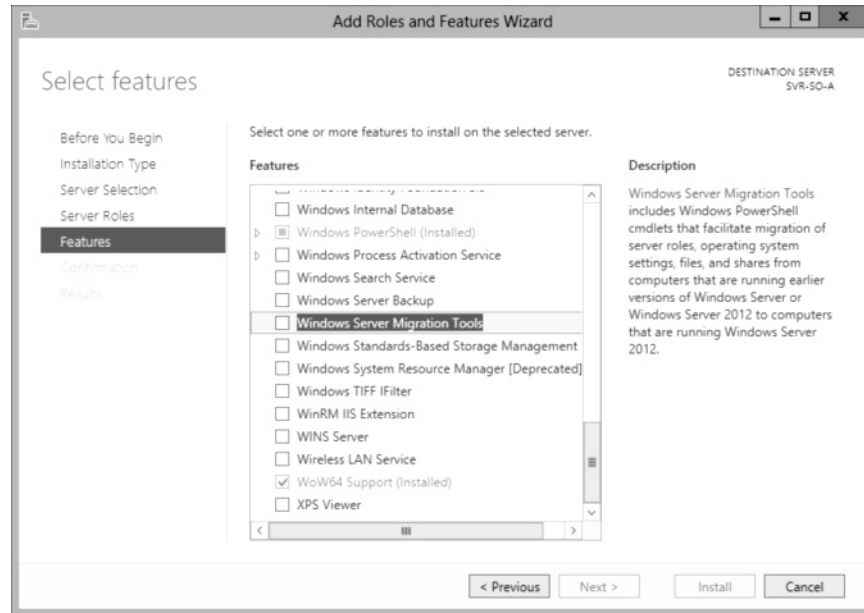 Add Roles and Features Wizard
Select features
DESTINATION SERVER
SVR-SO-A
Before You Begin
Installation Type
Server Selection
Server Roles
Features
Confirmation
Results
Select one or more features to install on the selected server.
Features
Windows Internal Database
Windows PowerShell (Installed)
Windows Process Activation Service
Windows Search Service
Windows Server Backup
Windows Server Migration Tools
Windows Standards-Based Storage Management
Windows System Resource Manager [Deprecated]
Windows TIFF IFilter
WinRM IIS Extension
WINS Server
Wireless LAN Service
WoW64 Support (Installed)
XPS Viewer
Description
Windows Server Migration Tools
includes Windows PowerShell
cmdlets that facilitate migration of
server roles, operating system
settings, files, and shares from
computers that are running earlier
versions of Windows Server or
Windows Server 2012 to computers
that are running Windows Server
2012.
< Previous
Next >
Install
Cancel